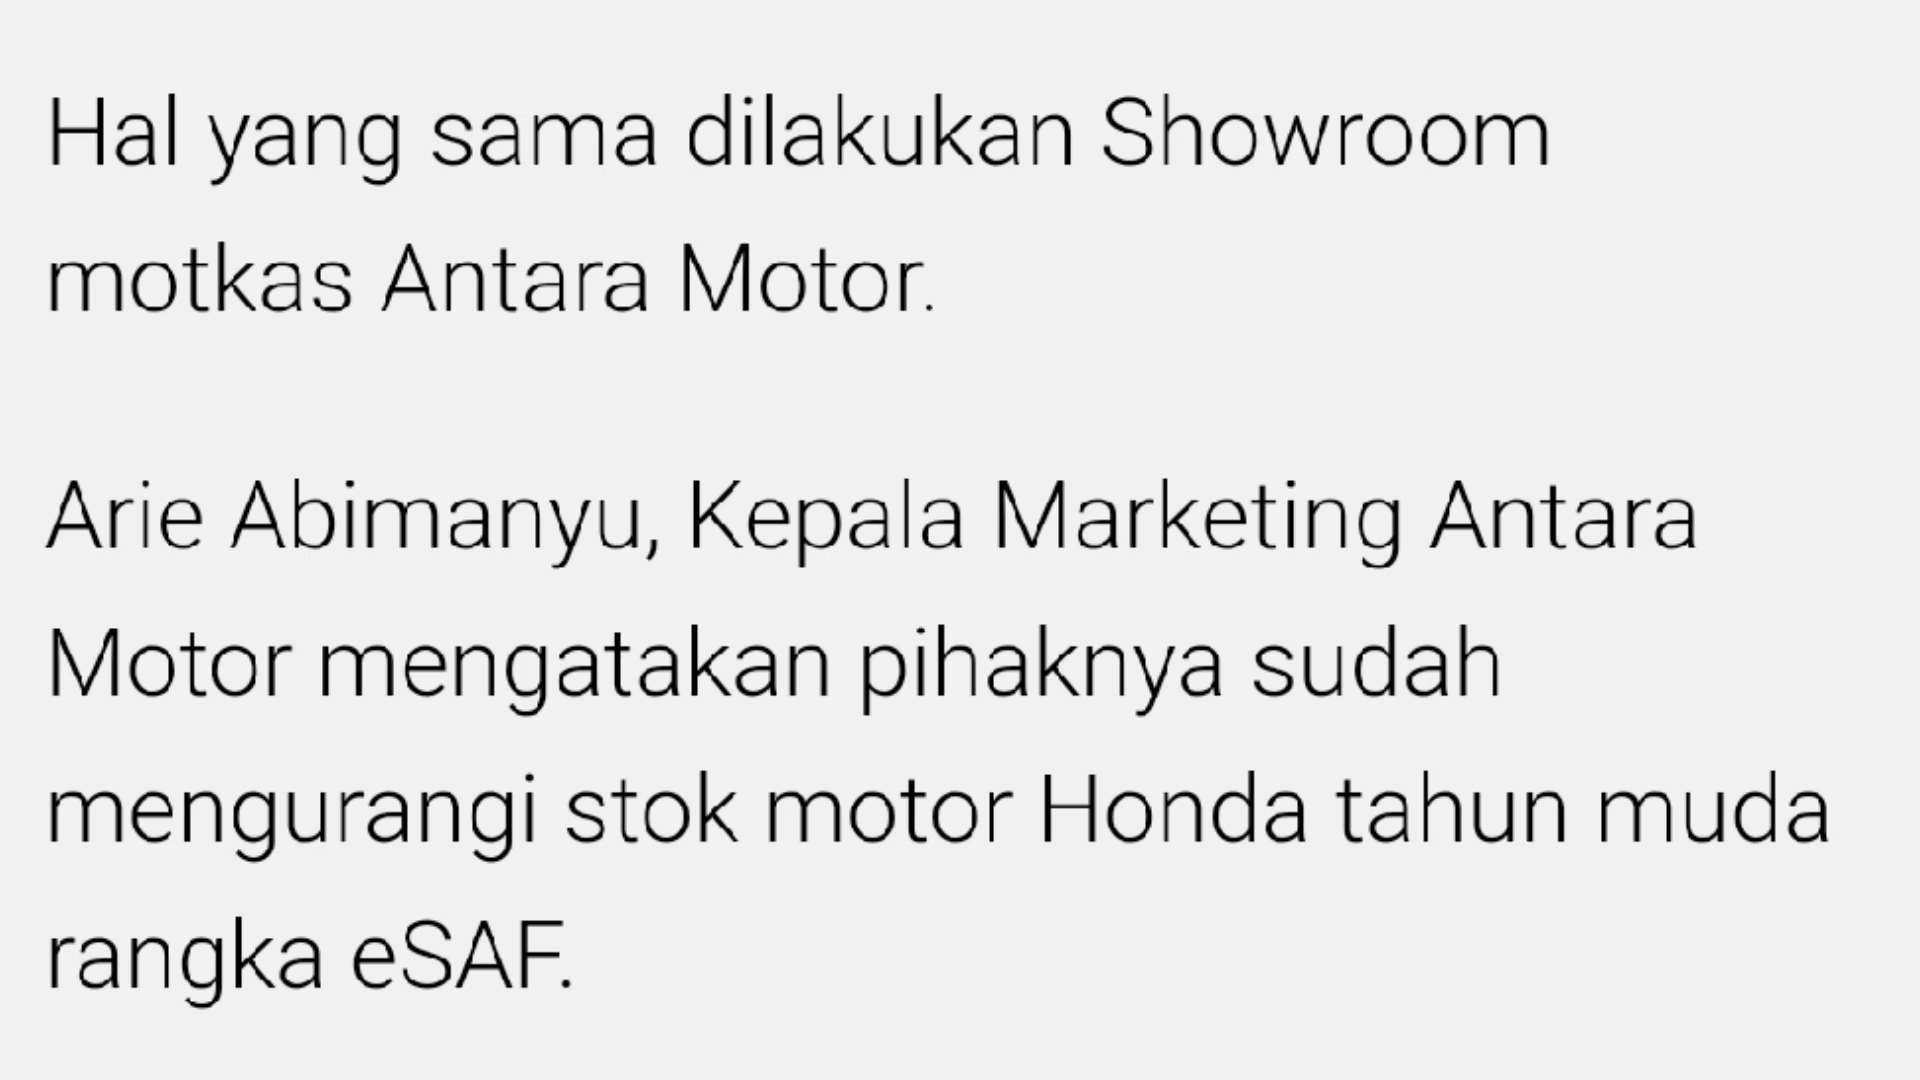 Hal yang sama dilakukan Showroom
motkas Antara Motor.
Arie Abimanyu, Kepala Marketing Antara
Motor mengatakan pihaknya sudah
mengurangi stok motor Honda tahun muda
rangka eSAF.